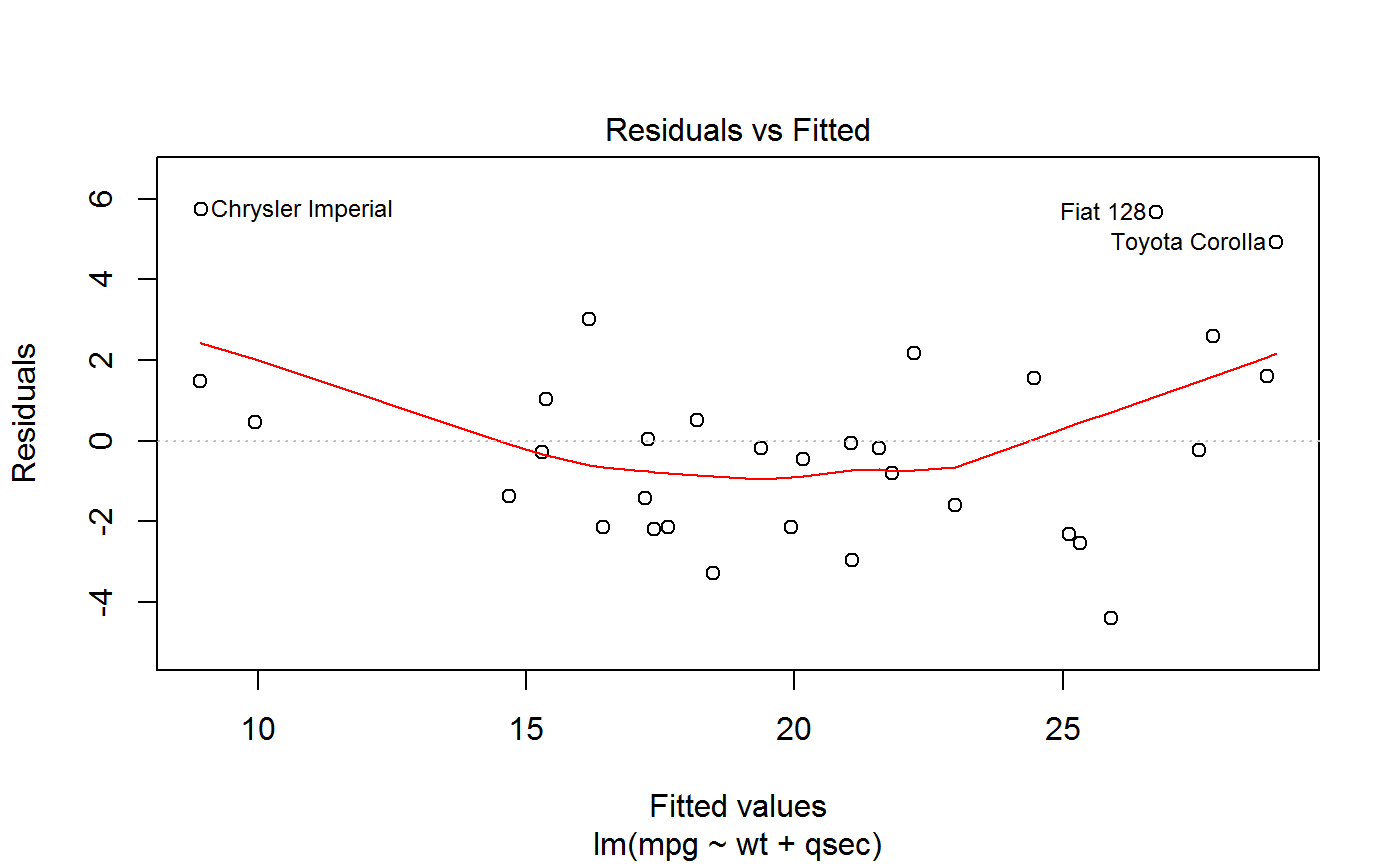 Residuals vs Fitted
Residuals
6
4
2
0
-2
-4
Chrysler Imperial
Fiat 128
Toyota Corolla
10 15 20 25
Fitted values
lm(mpg ~ wt + qsec)